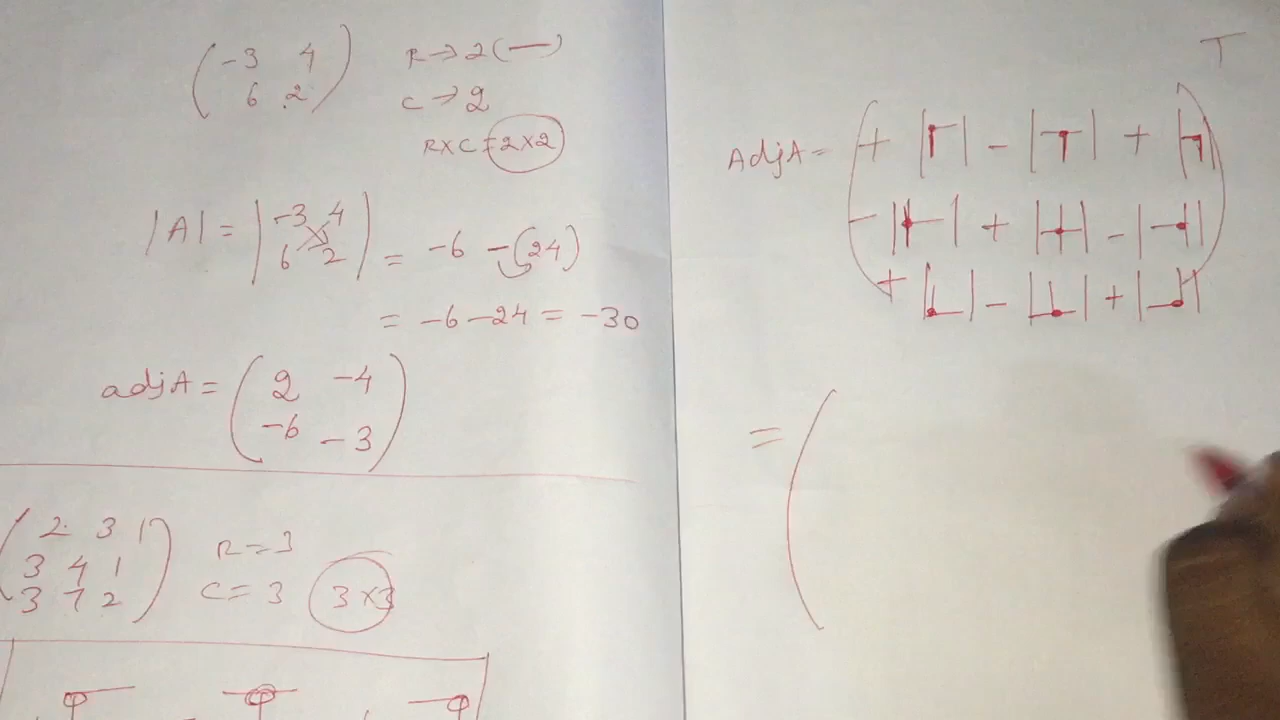 -3 4
6 2
R → 2 (—)
C → 2
R×C = 2×2
|A| = |-3 4
6 2| = -6 -(24)
= -6 -24 = -30
adjA = (2 -4
-6 -3)
(2 3 1
3 4 1
3 7 2)
R = 3
C = 3 3×3
T
AdjA = ( + | | - | | + | |
- | | + | | - | |
+ | | - | | + | | )
= (